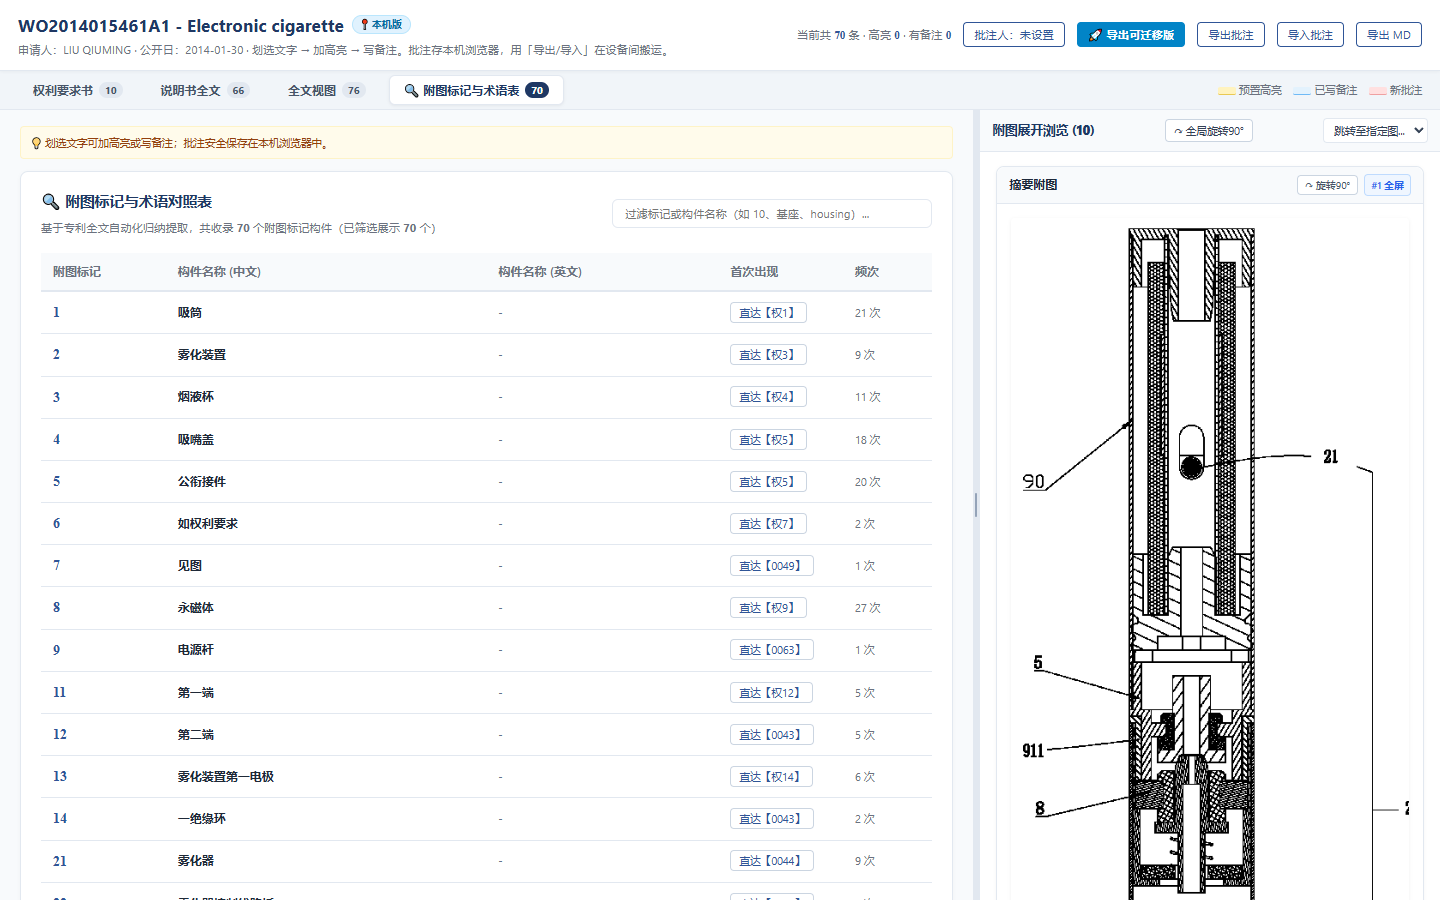 WO2014015461A1 - Electronic cigarette 📍本机版
申请人：LIU QIUMING · 公开日：2014-01-30 · 划选文字 → 加高亮 → 写备注。批注存本机浏览器，用「导出/导入」在设备间搬运。
当前共 70 条 · 高亮 0 · 有备注 0
批注人：未设置
🚀 导出可迁移版
导出批注
导入批注
导出 MD
权利要求书 10
说明书全文 66
全文视图 76
🔍 附图标记与术语表 70
预置高亮 已写备注 新批注
💡 划选文字可加高亮或写备注；批注安全保存在本机浏览器中。
🔍 附图标记与术语对照表
基于专利全文自动化归纳提取，共收录 70 个附图标记构件（已筛选展示 70 个）
过滤标记或构件名称（如 10、基座、housing）...
附图标记 构件名称 (中文) 构件名称 (英文) 首次出现 频次
1 吸筒 - 直达【权1】 21 次
2 雾化装置 - 直达【权3】 9 次
3 烟液杯 - 直达【权4】 11 次
4 吸嘴盖 - 直达【权5】 18 次
5 公衔接件 - 直达【权5】 20 次
6 如权利要求 - 直达【权7】 2 次
7 见图 - 直达【0049】 1 次
8 永磁体 - 直达【权9】 27 次
9 电源杆 - 直达【0063】 1 次
11 第一端 - 直达【权12】 5 次
12 第二端 - 直达【0043】 5 次
13 雾化装置第一电极 - 直达【权14】 6 次
14 一绝缘环 - 直达【0043】 2 次
21 雾化器 - 直达【0044】 9 次
附图展开浏览 (10)
↷ 全局旋转90°
跳转至指定图...
摘要附图
↷ 旋转90°
#1 全屏
21
90
5
911
8